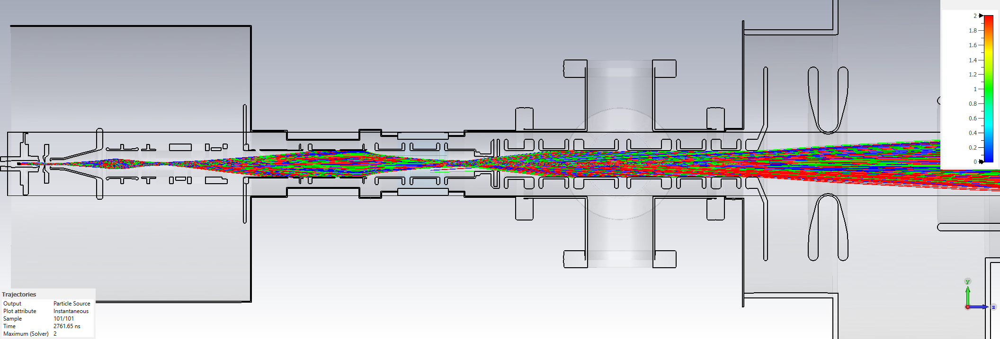 2
1.8
1.6
1.4
1.2
1
0.8
0.6
0.4
0.2
0
Y
z
Trajectories
Output Particle Source
Plot attribute Instantaneous
Sample 101/101
Time 2761.65 ns
Maximum (Solver) 2